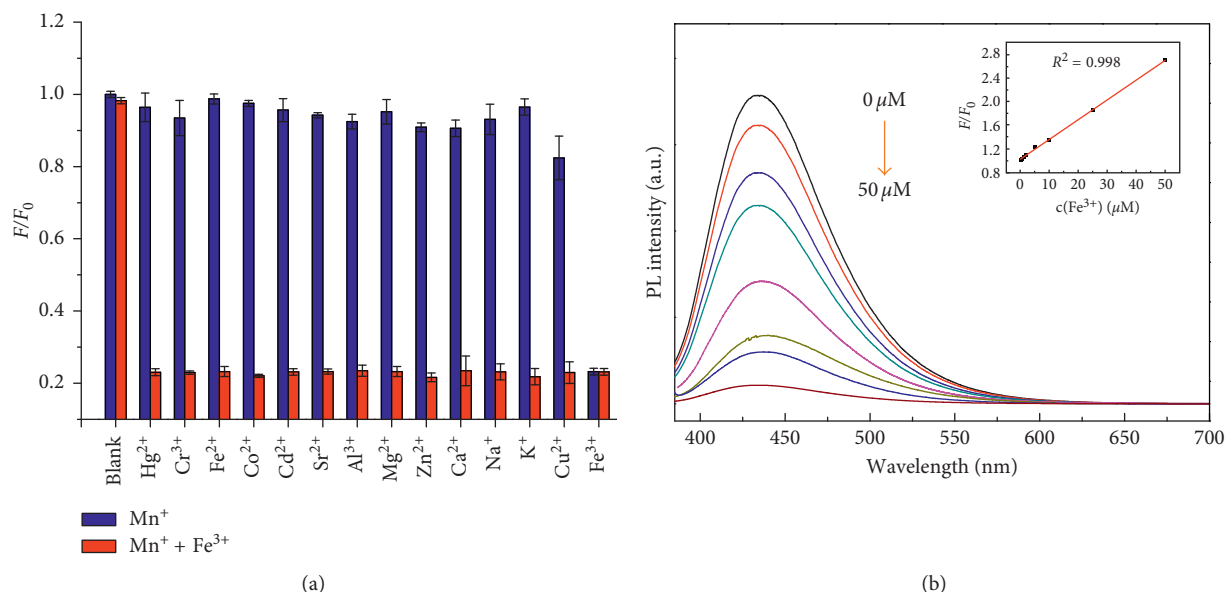 1.2
1.0
0.8
0.6
0.4
0.2
F/F₀
Blank
Hg²⁺
Cr³⁺
Fe²⁺
Co²⁺
Cd²⁺
Sr²⁺
Al³⁺
Mg²⁺
Zn²⁺
Ca²⁺
Na⁺
K⁺
Cu²⁺
Fe³⁺
Mn⁺
Mn⁺ + Fe³⁺
(a)
PL intensity (a.u.)
0 μM
50 μM
400 450 500 550 600 650 700
Wavelength (nm)
2.8
2.4
2.0
1.6
1.2
0.8
F/F₀
R² = 0.998
0 10 20 30 40 50
c(Fe³⁺) (μM)
(b)